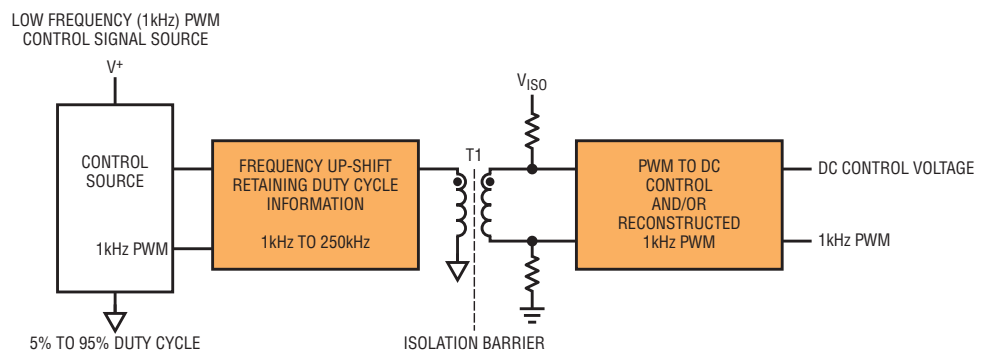 LOW FREQUENCY (1kHz) PWM
CONTROL SIGNAL SOURCE
V+
CONTROL
SOURCE
1kHz PWM
5% TO 95% DUTY CYCLE
FREQUENCY UP-SHIFT
RETAINING DUTY CYCLE
INFORMATION
1kHz TO 250kHz
T1
ISOLATION BARRIER
VISO
PWM TO DC
CONTROL
AND/OR
RECONSTRUCTED
1kHz PWM
DC CONTROL VOLTAGE
1kHz PWM